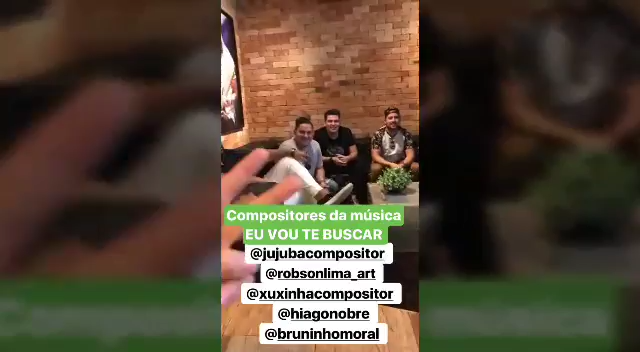 Compositores da música
EU VOU TE BUSCAR
@jujubacompositor
@robsonlima_art
@xuxinhacompositor
@hiagonobre
@bruninhomoral